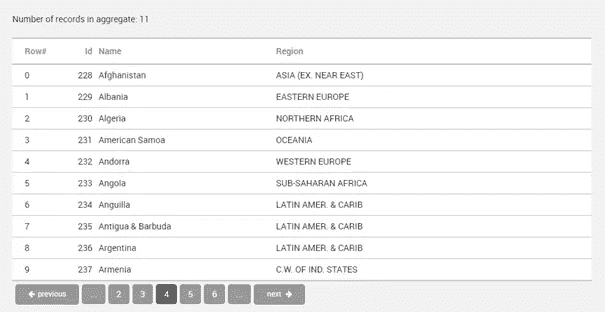 Number of records in aggregate: 11
Row# Id Name Region
0 228 Afghanistan ASIA (EX. NEAR EAST)
1 229 Albania EASTERN EUROPE
2 230 Algeria NORTHERN AFRICA
3 231 American Samoa OCEANIA
4 232 Andorra WESTERN EUROPE
5 233 Angola SUB-SAHARAN AFRICA
6 234 Anguilla LATIN AMER. & CARIB
7 235 Antigua & Barbuda LATIN AMER. & CARIB
8 236 Argentina LATIN AMER. & CARIB
9 237 Armenia C.W. OF IND. STATES
← previous ... 2 3 4 5 6 ... next →